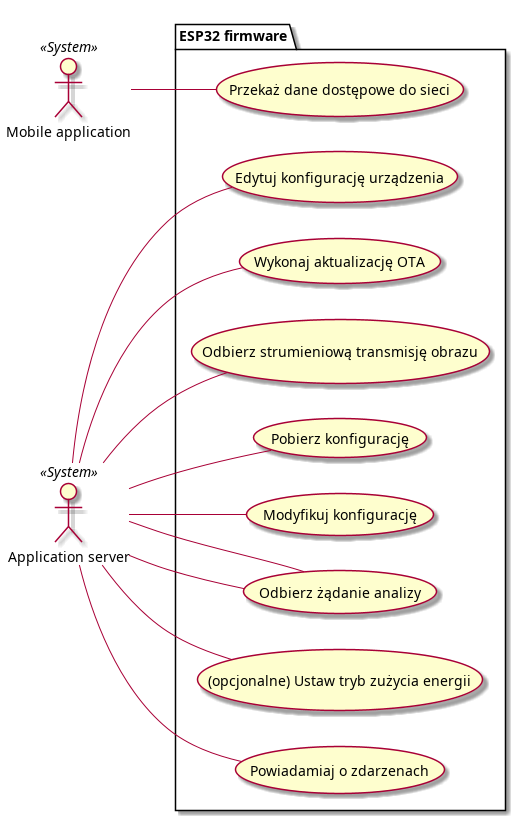 ESP32 firmware
«System»
Mobile application
Przekaż dane dostępowe do sieci
Edytuj konfigurację urządzenia
Wykonaj aktualizację OTA
Odbierz strumieniową transmisję obrazu
Pobierz konfigurację
«System»
Application server
Modyfikuj konfigurację
Odbierz żądanie analizy
(opcjonalne) Ustaw tryb zużycia energii
Powiadamiaj o zdarzenach